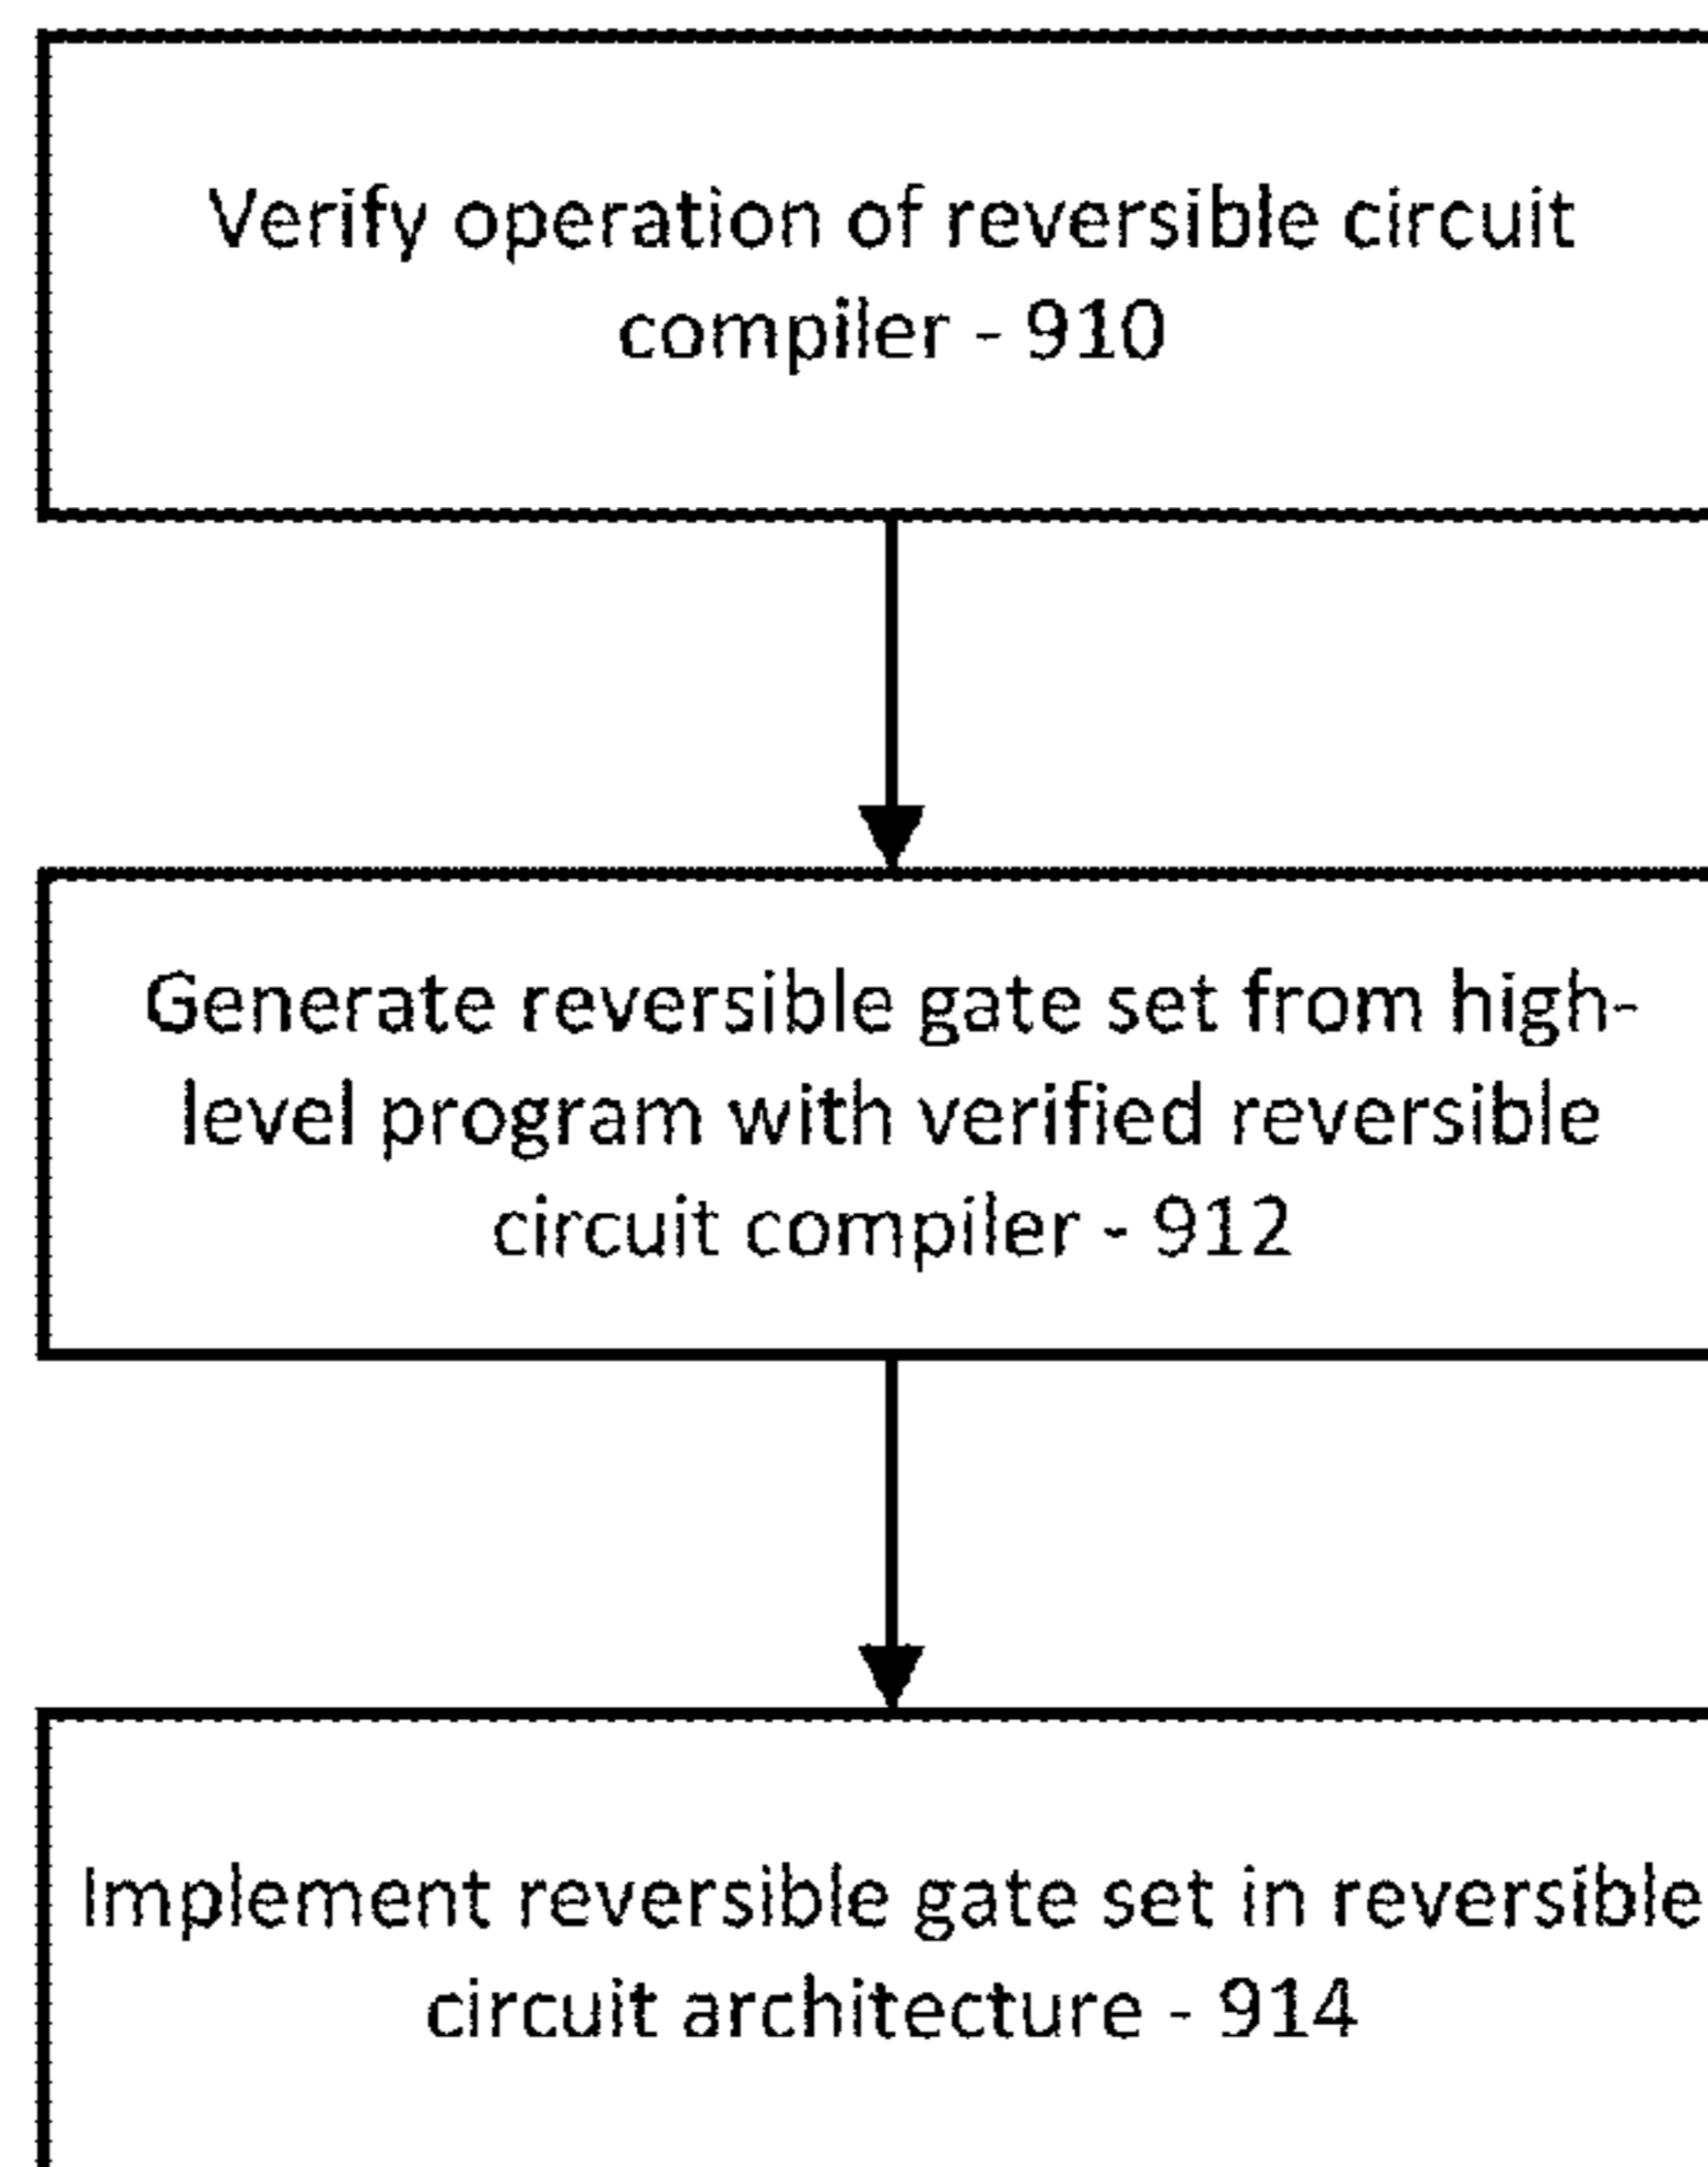 Verify operation of reversible circuit
compiler - 910
Generate reversible gate set from high-
level program with verified reversible
circuit compiler - 912
Implement reversible gate set in reversible
circuit architecture - 914